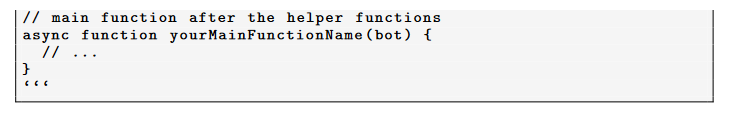 // main function after the helper functions
async function yourMainFunctionName(bot) {
  // ...
}
‘‘‘